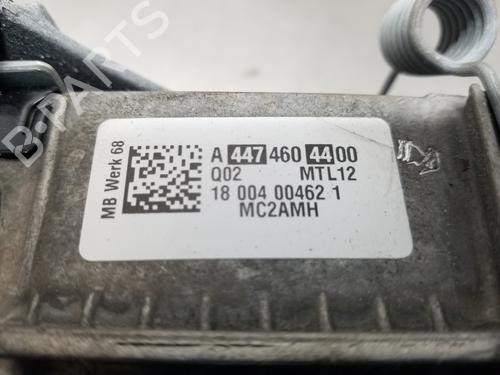 MB Werk 68
A 447 460 44 00
Q02 MTL12
18 004 00462 1
MC2AMH
B-PARTS